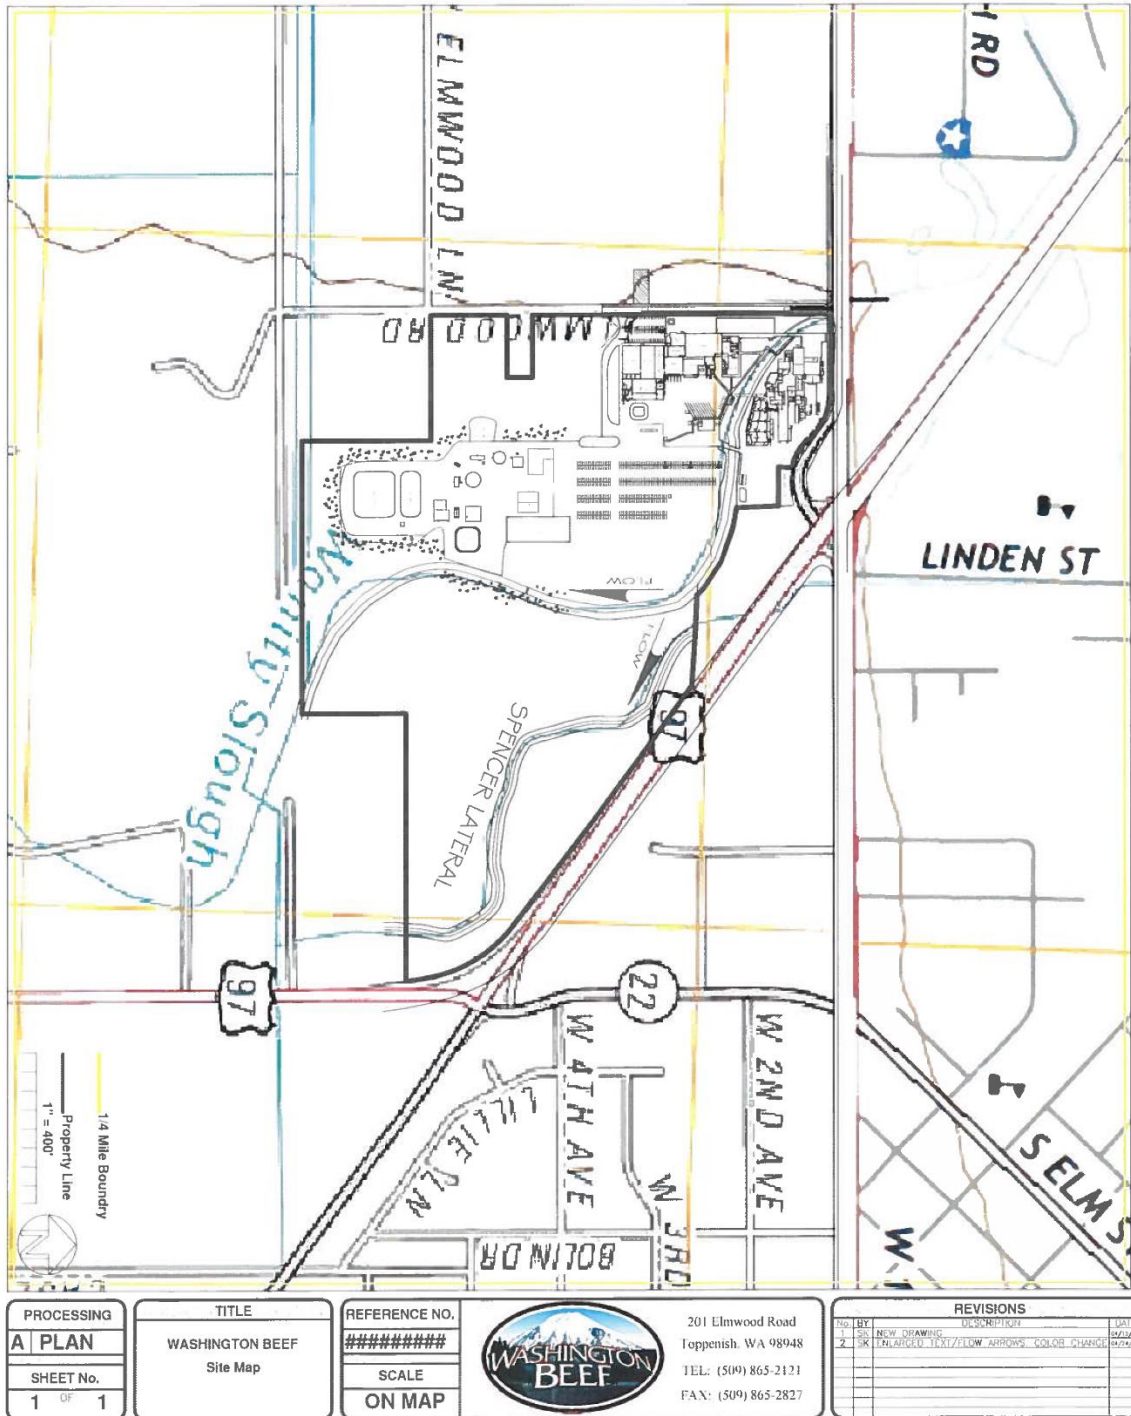 H RD
ELMWOOD LN
ELMWOOD RD
LINDEN ST
FLOW
FLOW
Wanity Slough
97
SPENCER LATERAL
97
22
W 4TH AVE
W 2ND AVE
LILLIE LN
W 3RD
S ELM S
BOLIN DR
W 1
1/4 Mile Boundry
Property Line
1" = 400'
N
PROCESSING
A PLAN
SHEET No.
1 OF 1
TITLE
WASHINGTON BEEF
Site Map
REFERENCE NO.
##########
SCALE
ON MAP
WASHINGTON
BEEF
201 Elmwood Road
Toppenish, WA 98948
TEL: (509) 865-2121
FAX: (509) 865-2827
REVISIONS
No. BY DESCRIPTION DAT
1 SK NEW DRAWING
2 SK ENLARGED TEXT/FLOW ARROWS, COLOR CHANGE